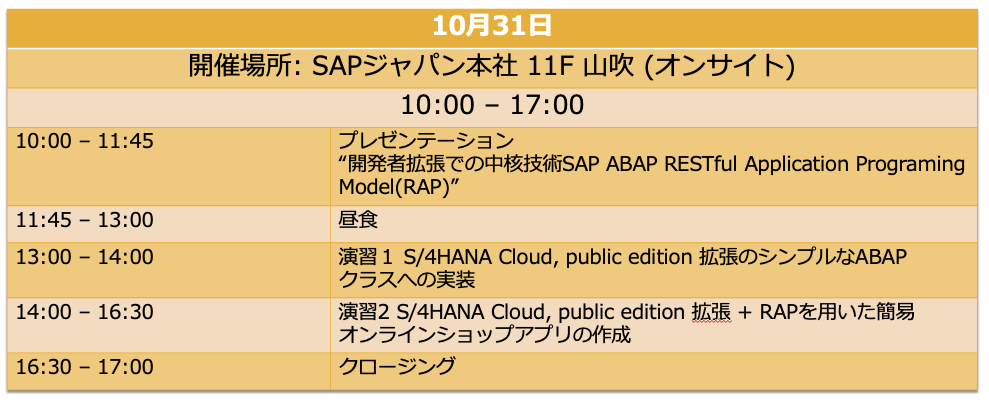 10月31日
開催場所: SAPジャパン本社 11F 山吹 (オンサイト)
10:00 – 17:00
10:00 – 11:45
プレゼンテーション
“開発者拡張での中核技術SAP ABAP RESTful Application Programing
Model(RAP)”
11:45 – 13:00
昼食
13:00 – 14:00
演習１ S/4HANA Cloud, public edition 拡張のシンプルなABAP
クラスへの実装
14:00 – 16:30
演習2 S/4HANA Cloud, public edition 拡張 + RAPを用いた簡易
オンラインショップアプリの作成
16:30 – 17:00
クロージング